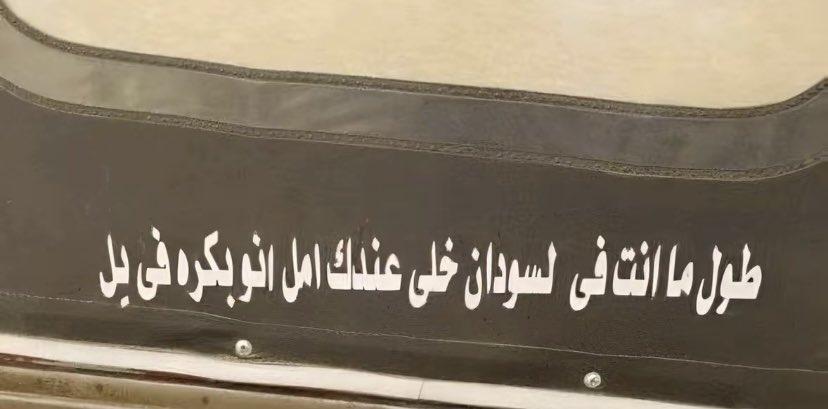 طول ما انت فى لسودان خلى عندك امل انو بكره فى بل